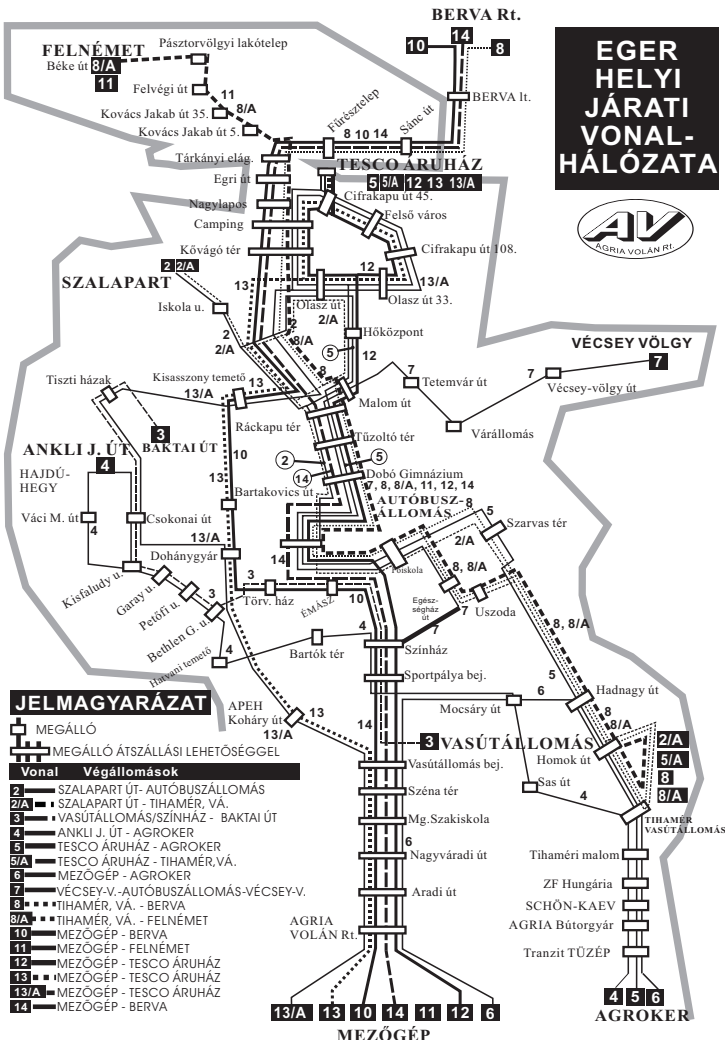 BERVA Rt.
10
14
8
EGER
HELYI
JÁRATI
VONAL-
HÁLÓZATA
AV
AGRIA VOLÁN Rt.
FELNÉMET
Pásztorvölgyi lakótelep
Béke út 8/A
11
Felvégi út
11
8/A
Kovács Jakab út 35.
Kovács Jakab út 5.
BERVA lt.
Fűrésztelep
8 10 14
Sánc út
Tárkányi elág.
TESCO ÁRUHÁZ
5 5/A 12 13 13/A
Egri út
Cifrakapu út 45.
Nagylapos
Felső város
Camping
Kővágó tér
Cifrakapu út 108.
2 2/A
SZALAPART
12
13
13/A
Iskola u.
Olasz út
Olasz út 33.
2
2/A
8/A
Hőközpont
2
2/A
5
12
VÉCSEY VÖLGY
7
8
7
7
Tetemvár út
Vécsey-völgy út
Kisasszony temető
13
Tiszti házak
13/A
Malom út
Ráckapu tér
Várállomás
3
BAKTAI ÚT
Tűzoltó tér
ANKLI J. ÚT
4
10
2
5
HAJDÚ-
HEGY
14
Dobó Gimnázium
7, 8, 8/A, 11, 12, 14
AUTÓBUSZ-
ÁLLOMÁS
13
Bartakovics út
8
5
Szarvas tér
Váci M. út
4
Csokonai út
2/A
13/A
Dohánygyár
14
Főiskola
8, 8/A
Kisfaludy u.
Garay u.
Petőfi u.
Bethlen G. u.
3
3
Törv. ház
ÉMÁSZ
10
Egész-
ségház
út
7
7
Uszoda
8, 8/A
4
Színház
Hatvani temető
4
Bartók tér
Sportpálya bej.
5
6
Hadnagy út
Mocsáry út
JELMAGYARÁZAT
APEH
Koháry út
13
13/A
14
8
8/A
MEGÁLLÓ
3 VASÚTÁLLOMÁS
2/A
MEGÁLLÓ ÁTSZÁLLÁSI LEHETŐSÉGGEL
Homok út
5/A
Vasútállomás bej.
8
Vonal Végállomások
Sas út
8/A
2 SZALAPART ÚT- AUTÓBUSZÁLLOMÁS
Széna tér
4
2/A SZALAPART ÚT - TIHAMÉR, VÁ.
3 VASÚTÁLLOMÁS/SZÍNHÁZ - BAKTAI ÚT
Mg.Szakiskola
TIHAMÉR
VASÚTÁLLOMÁS
4 ANKLI J. ÚT - AGROKER
5 TESCO ÁRUHÁZ - AGROKER
6
5/A TESCO ÁRUHÁZ - TIHAMÉR,VÁ.
Nagyváradi út
Tihaméri malom
6 MEZŐGÉP - AGROKER
7 VÉCSEY-V.-AUTÓBUSZÁLLOMÁS-VÉCSEY-V.
ZF Hungária
8 TIHAMÉR, VÁ. - BERVA
Aradi út
SCHÖN-KAEV
8/A TIHAMÉR, VÁ. - FELNÉMET
10 MEZŐGÉP - BERVA
AGRIA
VOLÁN Rt.
AGRIA Bútorgyár
11 MEZŐGÉP - FELNÉMET
12 MEZŐGÉP - TESCO ÁRUHÁZ
Tranzit TÜZÉP
13 MEZŐGÉP - TESCO ÁRUHÁZ
13/A MEZŐGÉP - TESCO ÁRUHÁZ
14 MEZŐGÉP - BERVA
13/A 13 10 14 11 12 6
MEZŐGÉP
4 5 6
AGROKER